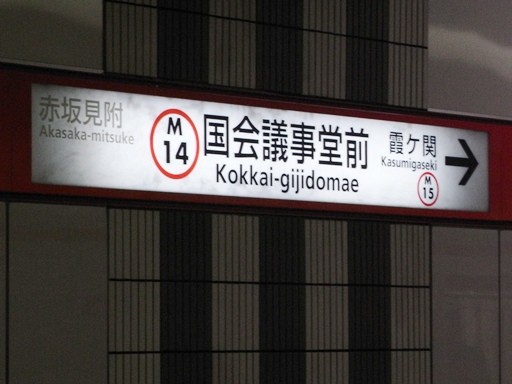 赤坂見附
Akasaka-mitsuke
M
14
国会議事堂前
Kokkai-gijidomae
霞ケ関
Kasumigaseki
M
15